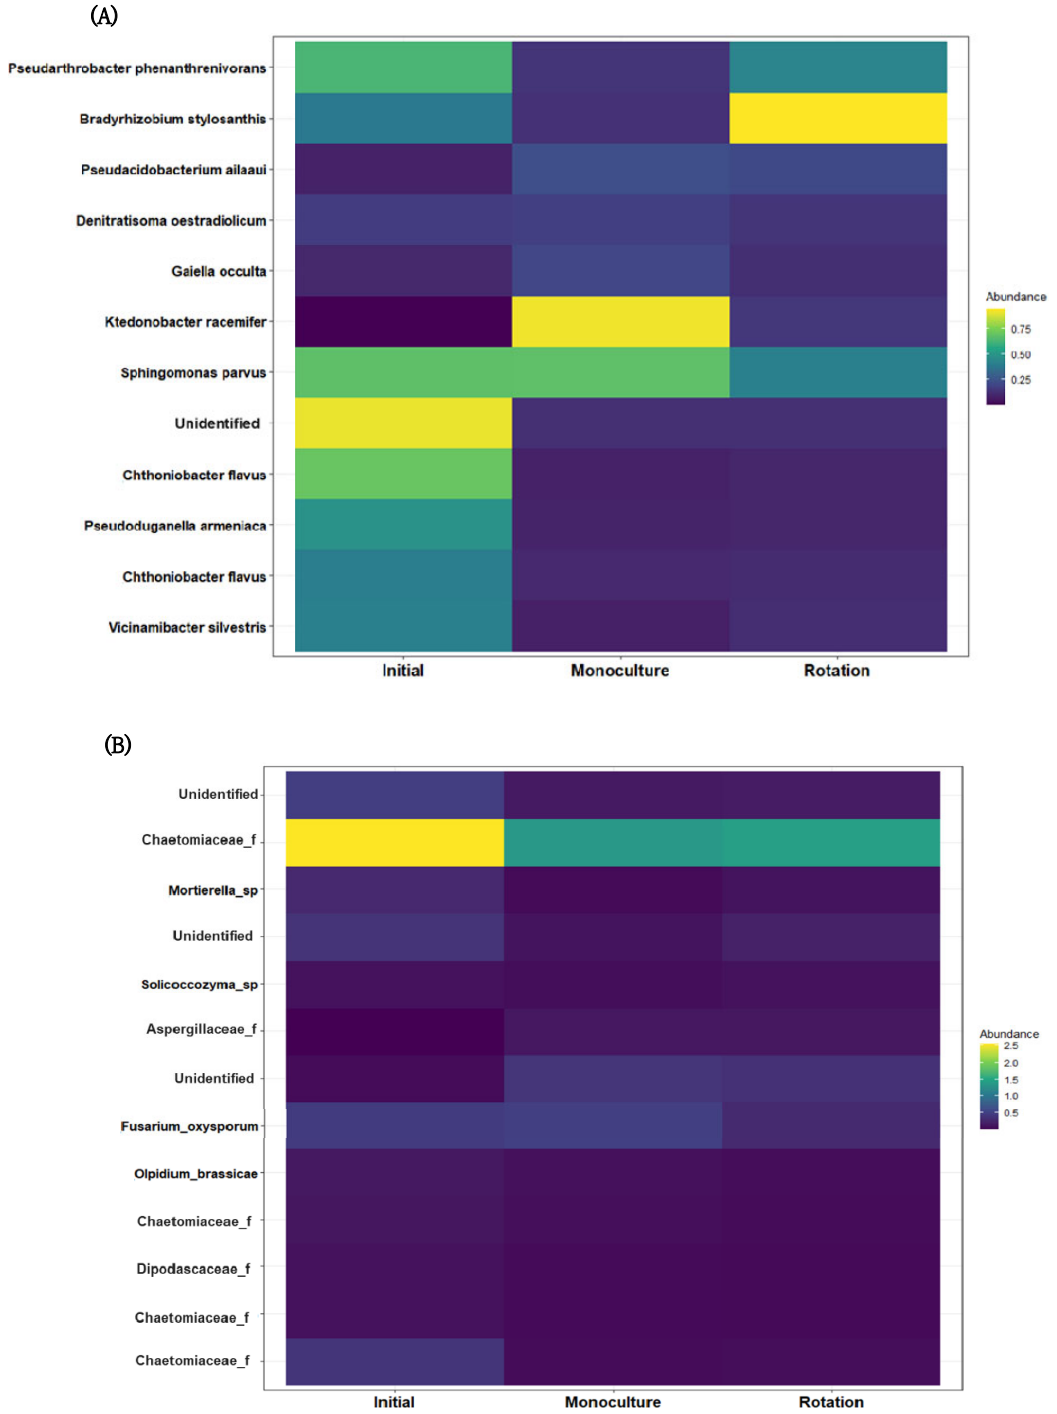 (A)
Pseudarthrobacter phenanthrenivorans
Bradyrhizobium stylosanthis
Pseudacidobacterium ailaaui
Denitratisoma oestradiolicum
Gaiella occulta
Ktedonobacter racemifer
Sphingomonas parvus
Unidentified
Chthoniobacter flavus
Pseudoduganella armeniaca
Chthoniobacter flavus
Vicinamibacter silvestris
Initial Monoculture Rotation
Abundance
0.75
0.50
0.25
(B)
Unidentified
Chaetomiaceae_f
Mortierella_sp
Unidentified
Solicoccozyma_sp
Aspergillaceae_f
Unidentified
Fusarium_oxysporum
Olpidium_brassicae
Chaetomiaceae_f
Dipodascaceae_f
Chaetomiaceae_f
Chaetomiaceae_f
Initial Monoculture Rotation
Abundance
2.5
2.0
1.5
1.0
0.5